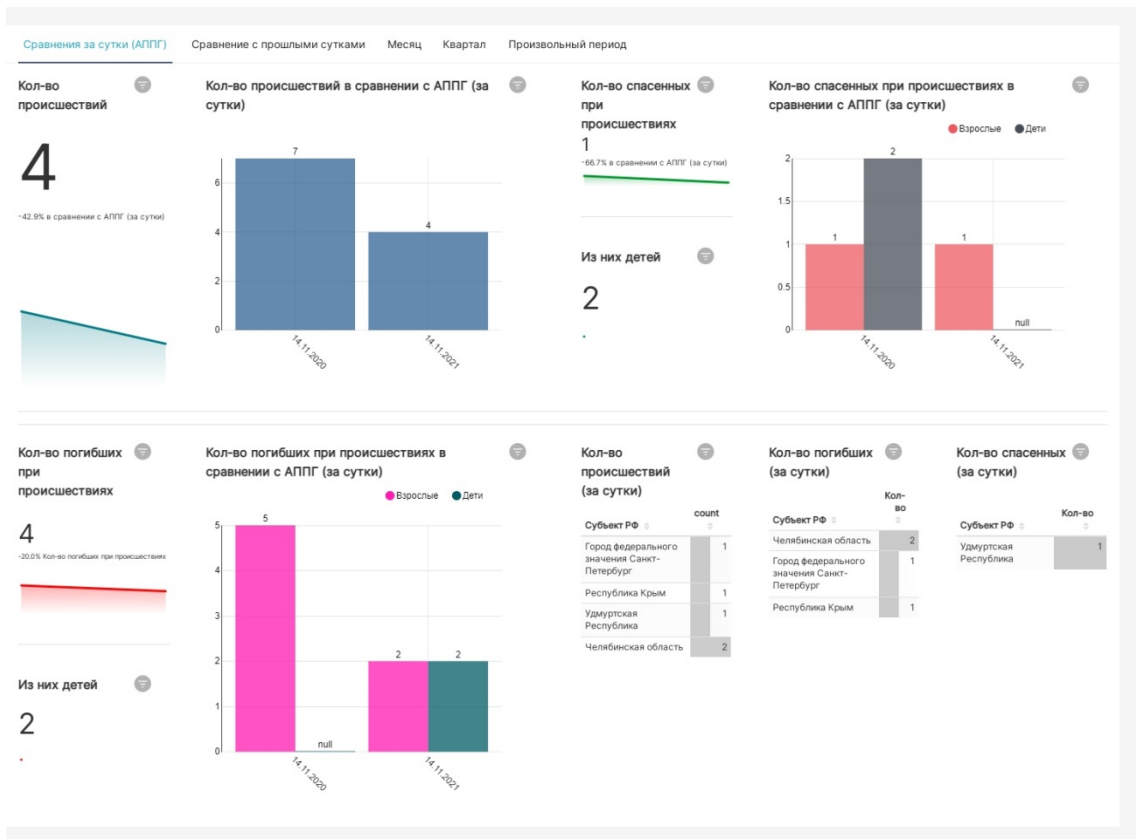 Сравнения за сутки (АППГ)
Сравнение с прошлыми сутками
Месяц
Квартал
Произвольный период
Кол-во
происшествий
4
-42.9% в сравнении с АППГ (за сутки)
Кол-во происшествий в сравнении с АППГ (за
сутки)
7
6
4
4
2
0
14.11.2020
14.11.2021
Кол-во спасенных
при
происшествиях
1
-66.7% в сравнении с АППГ (за сутки)
Из них детей
2
Кол-во спасенных при происшествиях в
сравнении с АППГ (за сутки)
Взрослые
Дети
2
2
1.5
1
1
1
0.5
null
0
14.11.2020
14.11.2021
Кол-во погибших
при
происшествиях
4
-20.0% Кол-во погибших при происшествиях
Из них детей
2
Кол-во погибших при происшествиях в
сравнении с АППГ (за сутки)
Взрослые
Дети
5
5
4
3
2
2
2
1
null
0
14.11.2020
14.11.2021
Кол-во
происшествий
(за сутки)
Субъект РФ
count
Город федерального 1
значения Санкт-
Петербург
Республика Крым 1
Удмуртская 1
Республика
Челябинская область 2
Кол-во погибших
(за сутки)
Кол-
во
Субъект РФ
Челябинская область 2
Город федерального 1
значения Санкт-
Петербург
Республика Крым 1
Кол-во спасенных
(за сутки)
Субъект РФ
Кол-во
Удмуртская 1
Республика